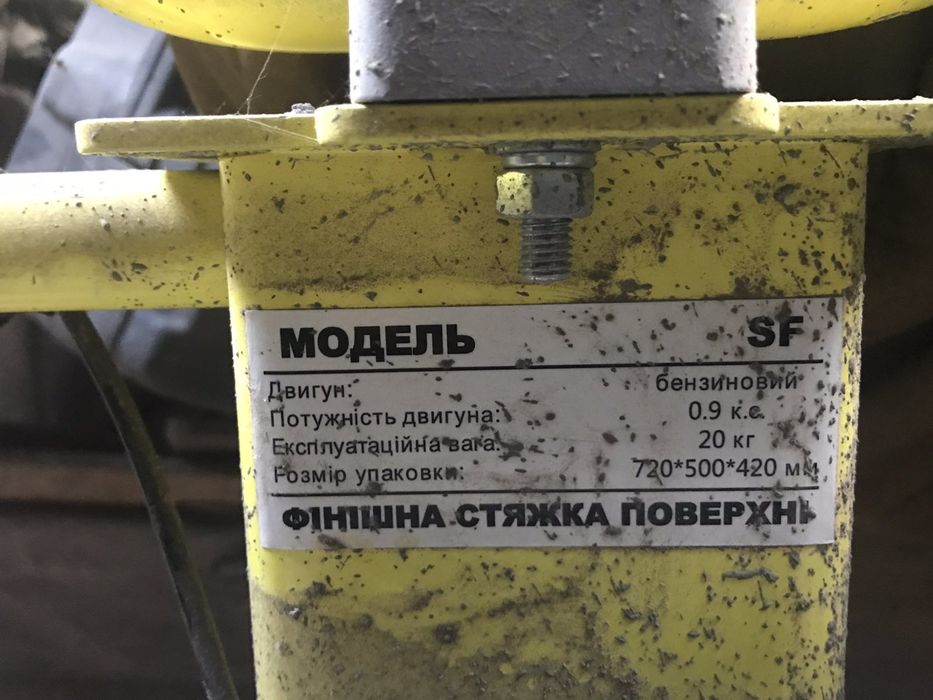 МОДЕЛЬ SF
Двигун: бензиновий
Потужність двигуна: 0.9 к.с.
Експлуатаційна вага: 20 кг
Розмір упаковки: 720*500*420 мм
ФІНІШНА СТЯЖКА ПОВЕРХНІ